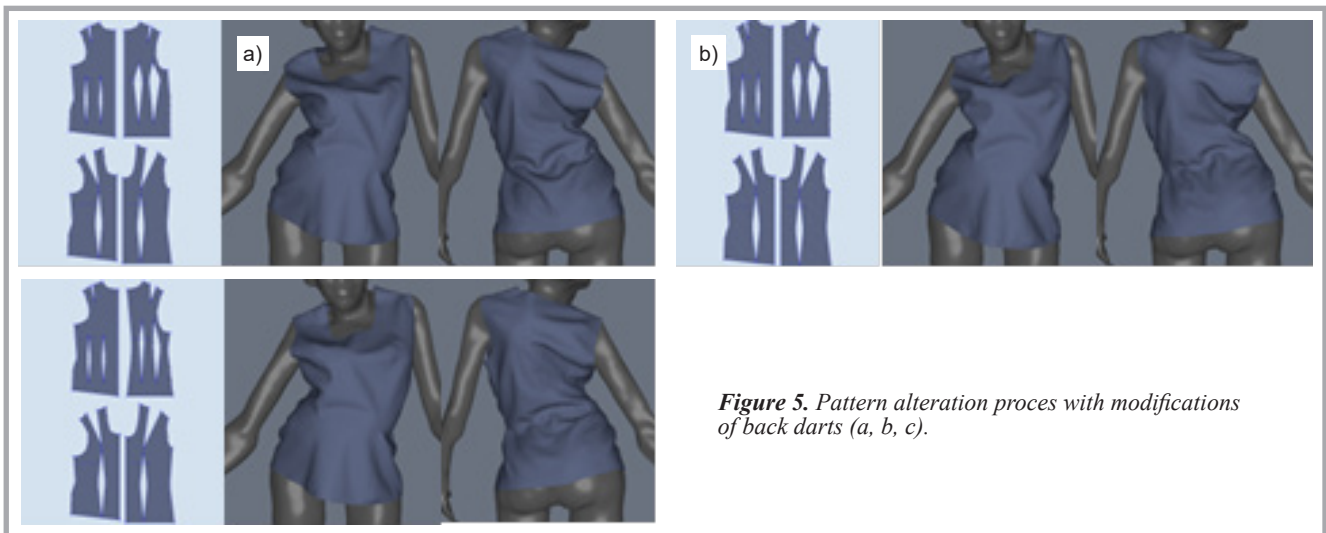 a)
b)
Figure 5. Pattern alteration proces with modifications
of back darts (a, b, c).